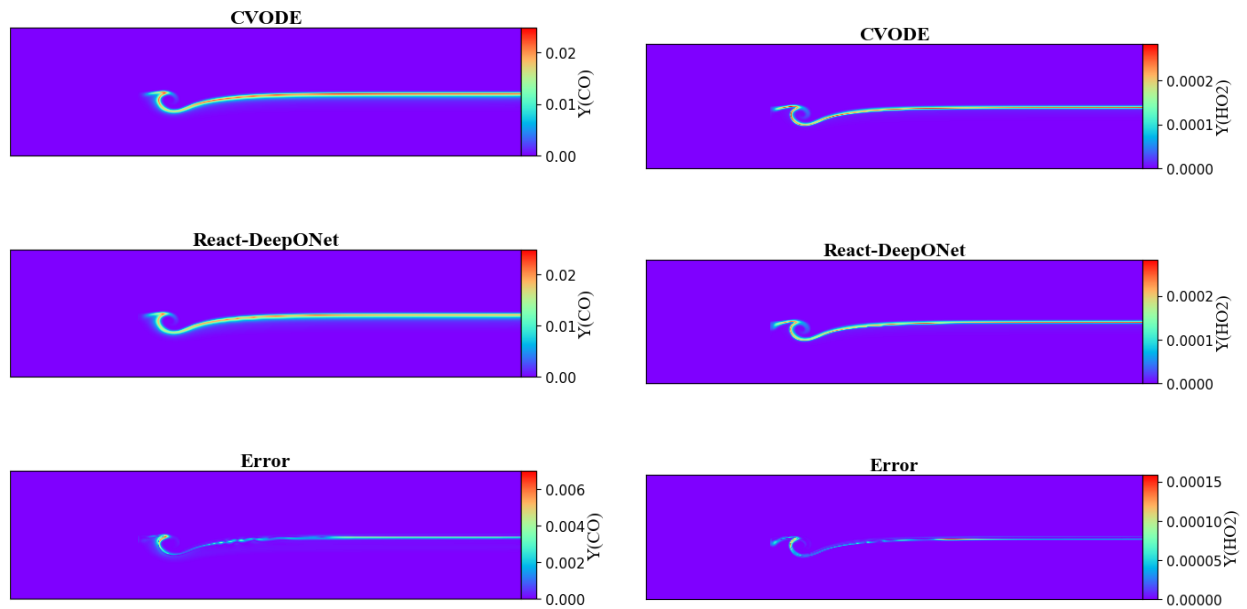 CVODE
0.02
0.01
0.00
Y(CO)
CVODE
0.0002
0.0001
0.0000
Y(HO2)
React-DeepONet
0.02
0.01
0.00
Y(CO)
React-DeepONet
0.0002
0.0001
0.0000
Y(HO2)
Error
0.006
0.004
0.002
0.000
Y(CO)
Error
0.00015
0.00010
0.00005
0.00000
Y(HO2)